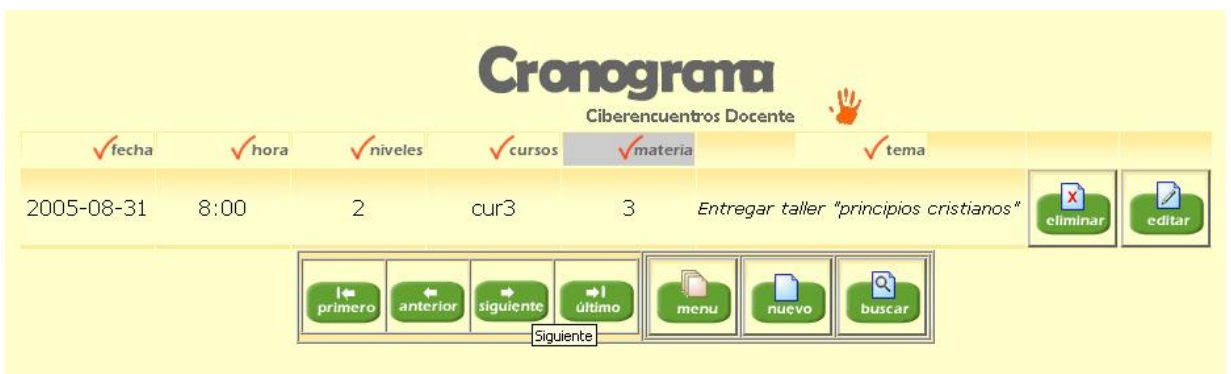 Cronograma
Ciberencuentros Docente
fecha hora niveles cursos materia tema
2005-08-31 8:00 2 cur3 3 Entregar taller "principios cristianos" eliminar editar
primero anterior siguiente último menu nuevo buscar
Siguiente